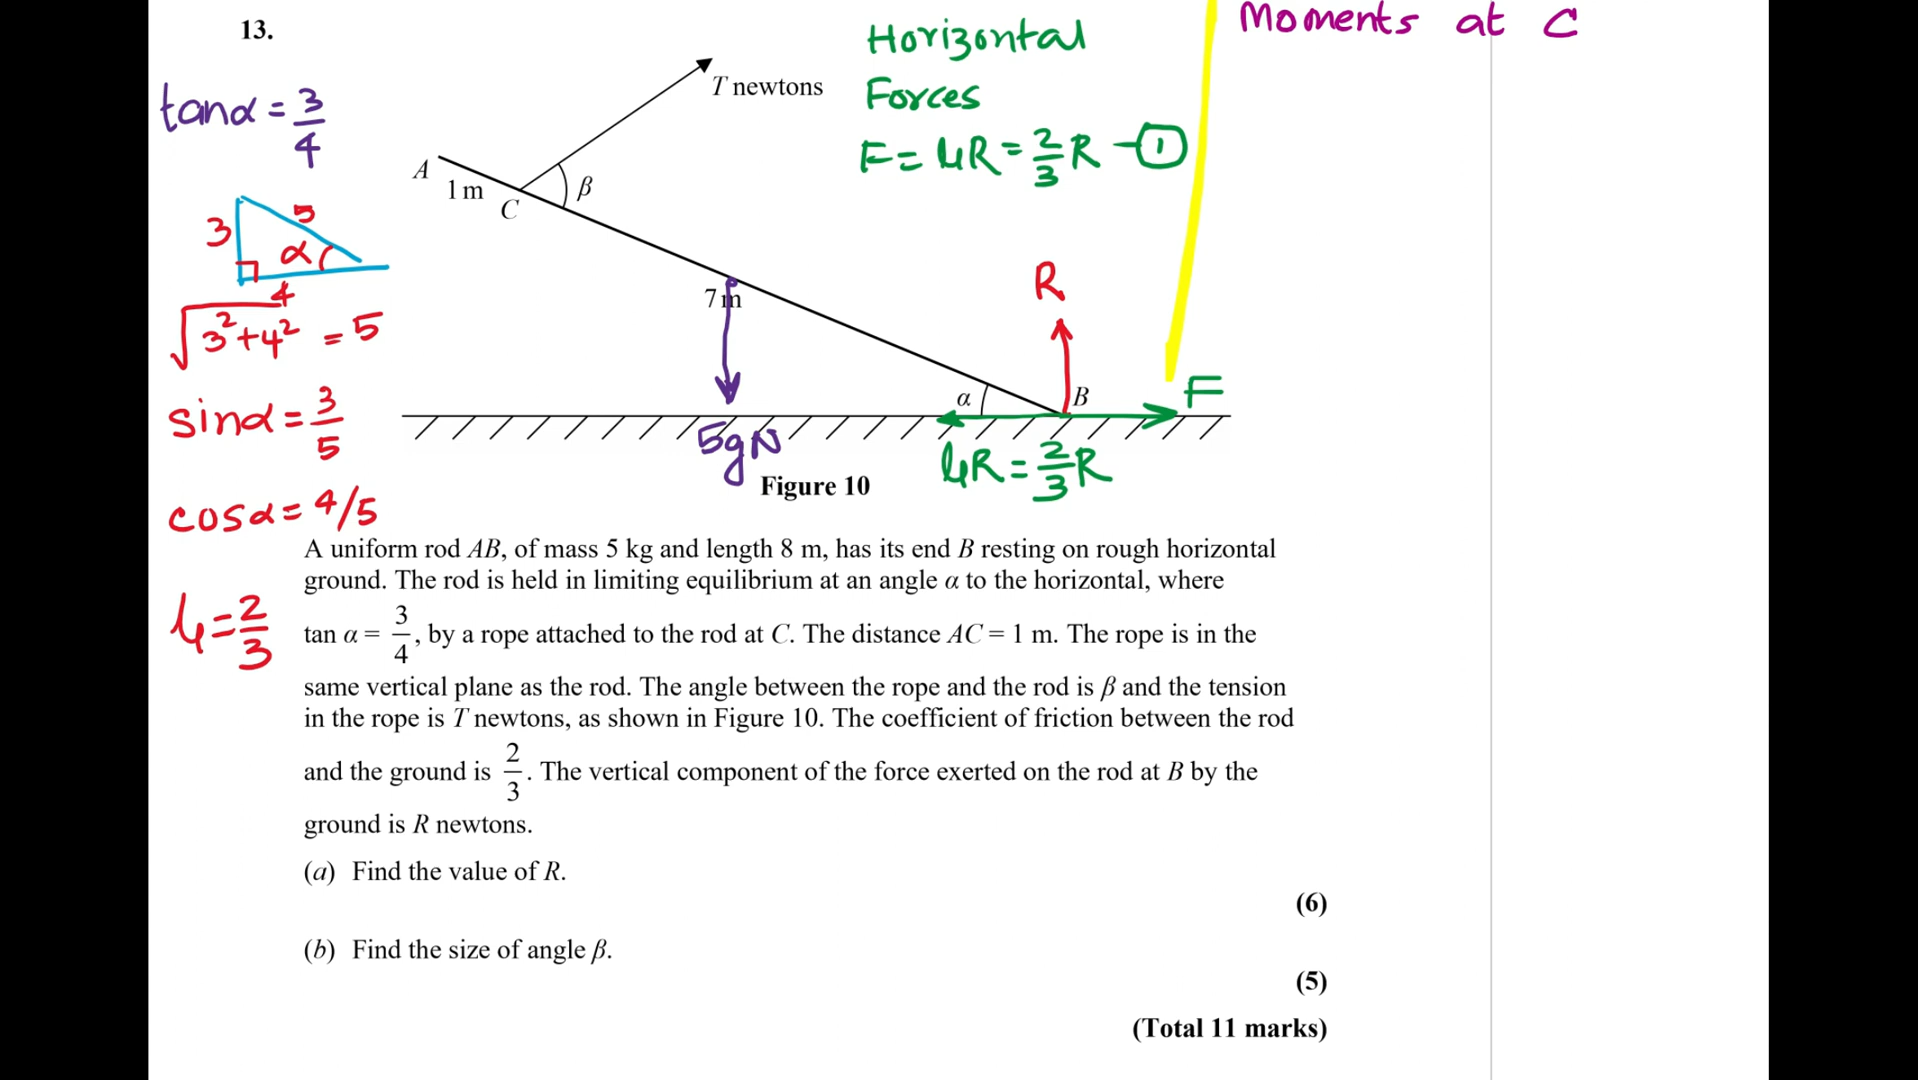 13.
Moments at C
Horizontal
Forces
F = μR = 2/3 R —①
tanα = 3/4
T newtons
A
1 m
C
β
3
5
α
4
√3²+4² = 5
7 m
R
sinα = 3/5
α
B
F
5gN
μR = 2/3 R
Figure 10
cosα = 4/5
A uniform rod AB, of mass 5 kg and length 8 m, has its end B resting on rough horizontal
ground. The rod is held in limiting equilibrium at an angle α to the horizontal, where
μ = 2/3
tan α = 3/4, by a rope attached to the rod at C. The distance AC = 1 m. The rope is in the
same vertical plane as the rod. The angle between the rope and the rod is β and the tension
in the rope is T newtons, as shown in Figure 10. The coefficient of friction between the rod
and the ground is 2/3. The vertical component of the force exerted on the rod at B by the
ground is R newtons.
(a) Find the value of R.
(6)
(b) Find the size of angle β.
(5)
(Total 11 marks)